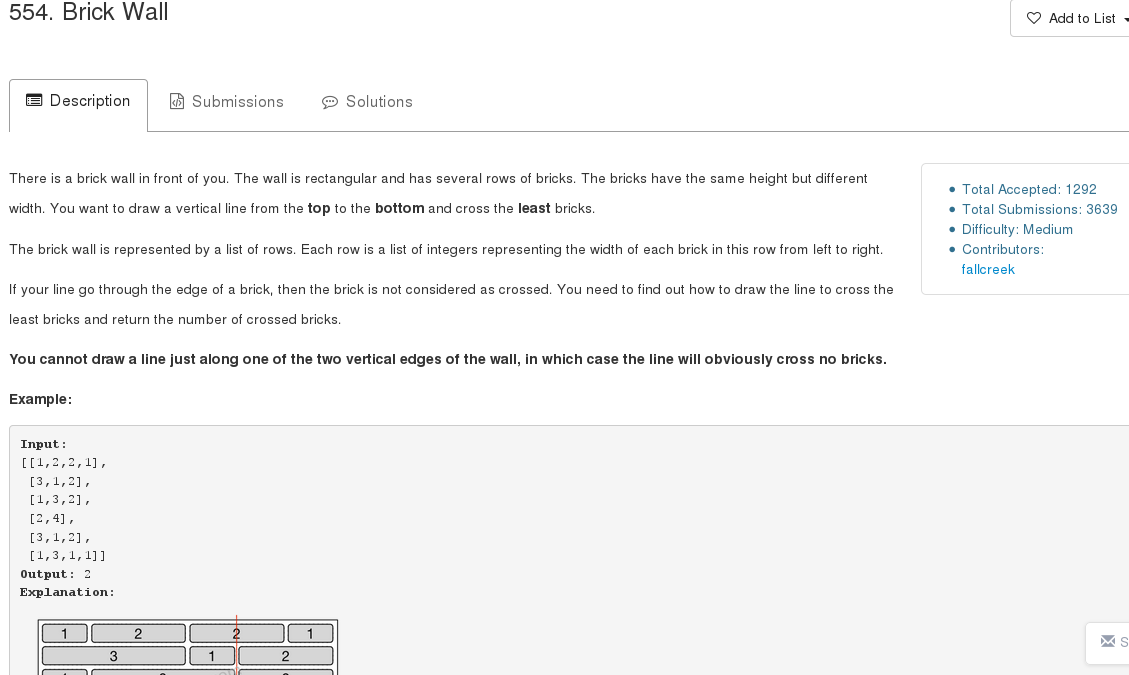 554. Brick Wall
Add to List
Description
Submissions
Solutions
There is a brick wall in front of you. The wall is rectangular and has several rows of bricks. The bricks have the same height but different
width. You want to draw a vertical line from the top to the bottom and cross the least bricks.
The brick wall is represented by a list of rows. Each row is a list of integers representing the width of each brick in this row from left to right.
If your line go through the edge of a brick, then the brick is not considered as crossed. You need to find out how to draw the line to cross the
least bricks and return the number of crossed bricks.
You cannot draw a line just along one of the two vertical edges of the wall, in which case the line will obviously cross no bricks.
Total Accepted: 1292
Total Submissions: 3639
Difficulty: Medium
Contributors:
fallcreek
Example:
Input:
[[1,2,2,1],
[3,1,2],
[1,3,2],
[2,4],
[3,1,2],
[1,3,1,1]]
Output: 2
Explanation:
1 2 2 1
3 1 2
S